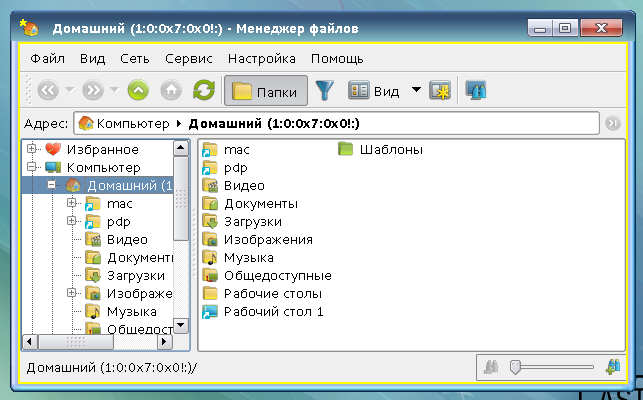 Домашний (1:0:0x7:0x0!:) - Менеджер файлов
Файл Вид Сеть Сервис Настройка Помощь
Папки Вид
Адрес: Компьютер Домашний (1:0:0x7:0x0!:)
Избранное
Компьютер
Домашний (1
mac
pdp
Видео
Документы
Загрузки
Изображе
Музыка
Общедост
mac
pdp
Видео
Документы
Загрузки
Изображения
Музыка
Общедоступные
Рабочие столы
Рабочий стол 1
Шаблоны
Домашний (1:0:0x7:0x0!:)/